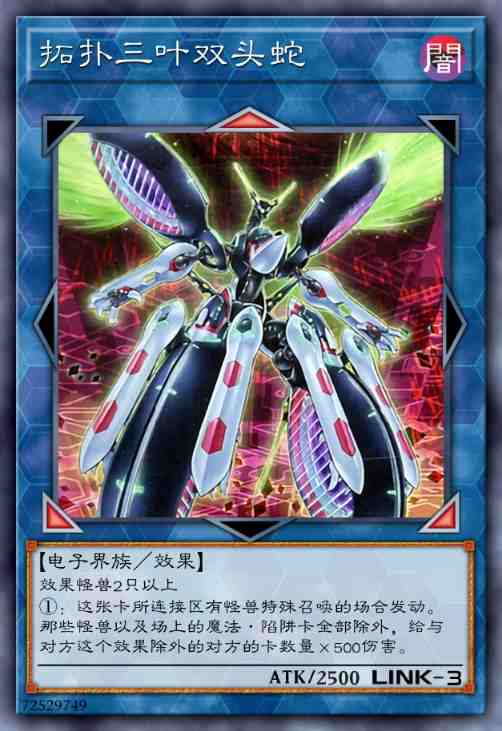 拓扑三叶双头蛇
闇
【电子界族／效果】
效果怪兽2只以上
①：这张卡所连接区有怪兽特殊召唤的场合发动。
那些怪兽以及场上的魔法·陷阱卡全部除外，给与
对方这个效果除外的对方的卡数量×500伤害。
ATK/2500 LINK-3
72529749